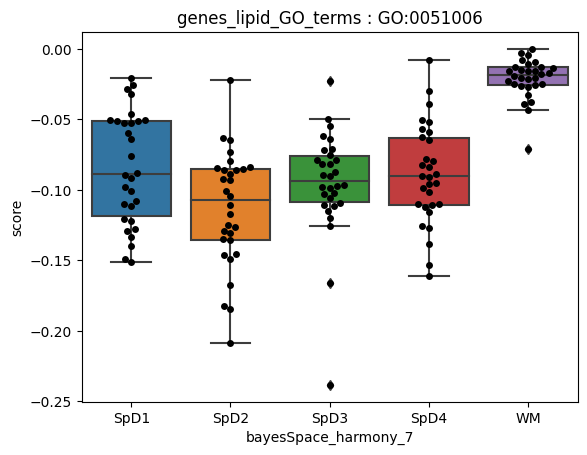 genes_lipid_GO_terms : GO:0051006
0.00
−0.05
−0.10
−0.15
−0.20
−0.25
score
SpD1 SpD2 SpD3 SpD4 WM
bayesSpace_harmony_7